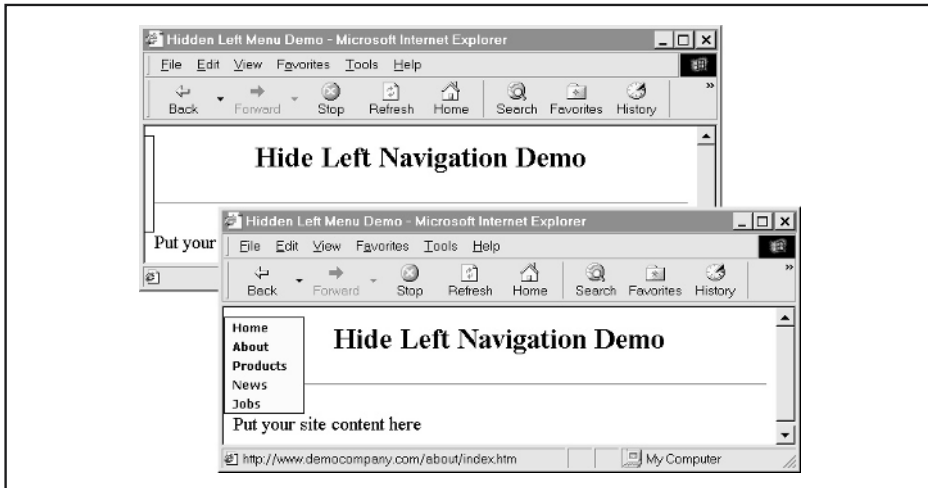 Hidden Left Menu Demo - Microsoft Internet Explorer
File Edit View Favorites Tools Help
Back Forward Stop Refresh Home Search Favorites History »
Hide Left Navigation Demo
Put your
Hidden Left Menu Demo - Microsoft Internet Explorer
File Edit View Favorites Tools Help
Back Forward Stop Refresh Home Search Favorites History »
Home
About
Products
News
Jobs
Hide Left Navigation Demo
Put your site content here
http://www.democompany.com/about/index.htm My Computer